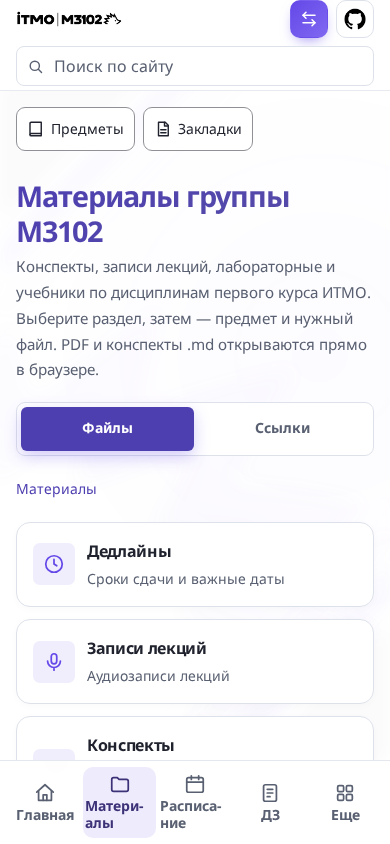 ITMO | M3102
Поиск по сайту
Предметы
Закладки
Материалы группы
M3102
Конспекты, записи лекций, лабораторные и
учебники по дисциплинам первого курса ИТМО.
Выберите раздел, затем — предмет и нужный
файл. PDF и конспекты .md открываются прямо
в браузере.
Файлы
Ссылки
Материалы
Дедлайны
Сроки сдачи и важные даты
Записи лекций
Аудиозаписи лекций
Конспекты
Главная
Матери-
алы
Расписа-
ние
ДЗ
Еще